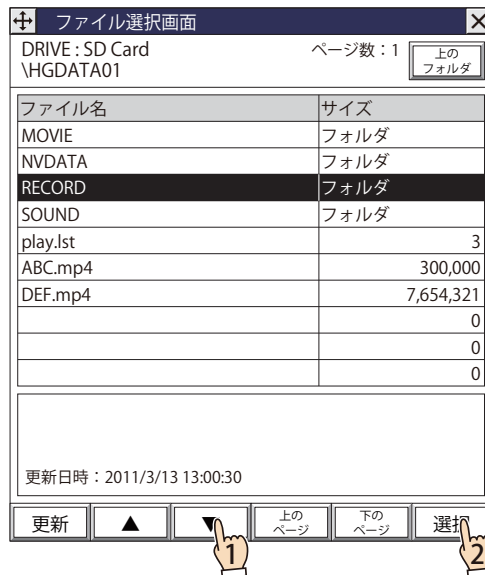 ファイル選択画面
DRIVE : SD Card ページ数：1 上の
\HGDATA01 フォルダ
ファイル名 サイズ
MOVIE フォルダ
NVDATA フォルダ
RECORD フォルダ
SOUND フォルダ
play.lst 3
ABC.mp4 300,000
DEF.mp4 7,654,321
0
0
0
更新日時：2011/3/13 13:00:30
更新 ▲ ▼ 上のページ 下のページ 選択
1 2